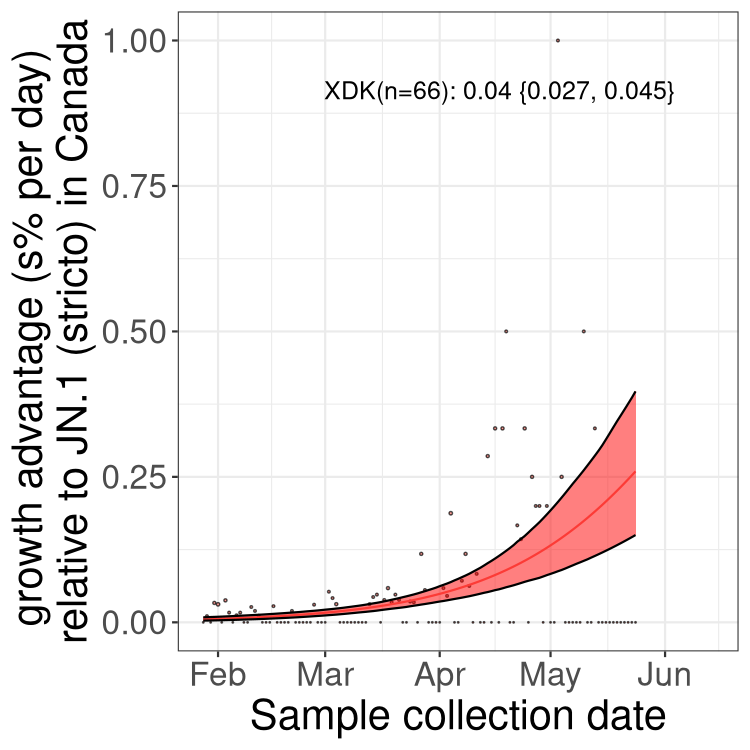 growth advantage (s% per day)
relative to JN.1 (stricto) in Canada
1.00
0.75
0.50
0.25
0.00
XDK(n=66): 0.04 {0.027, 0.045}
Feb
Mar
Apr
May
Jun
Sample collection date